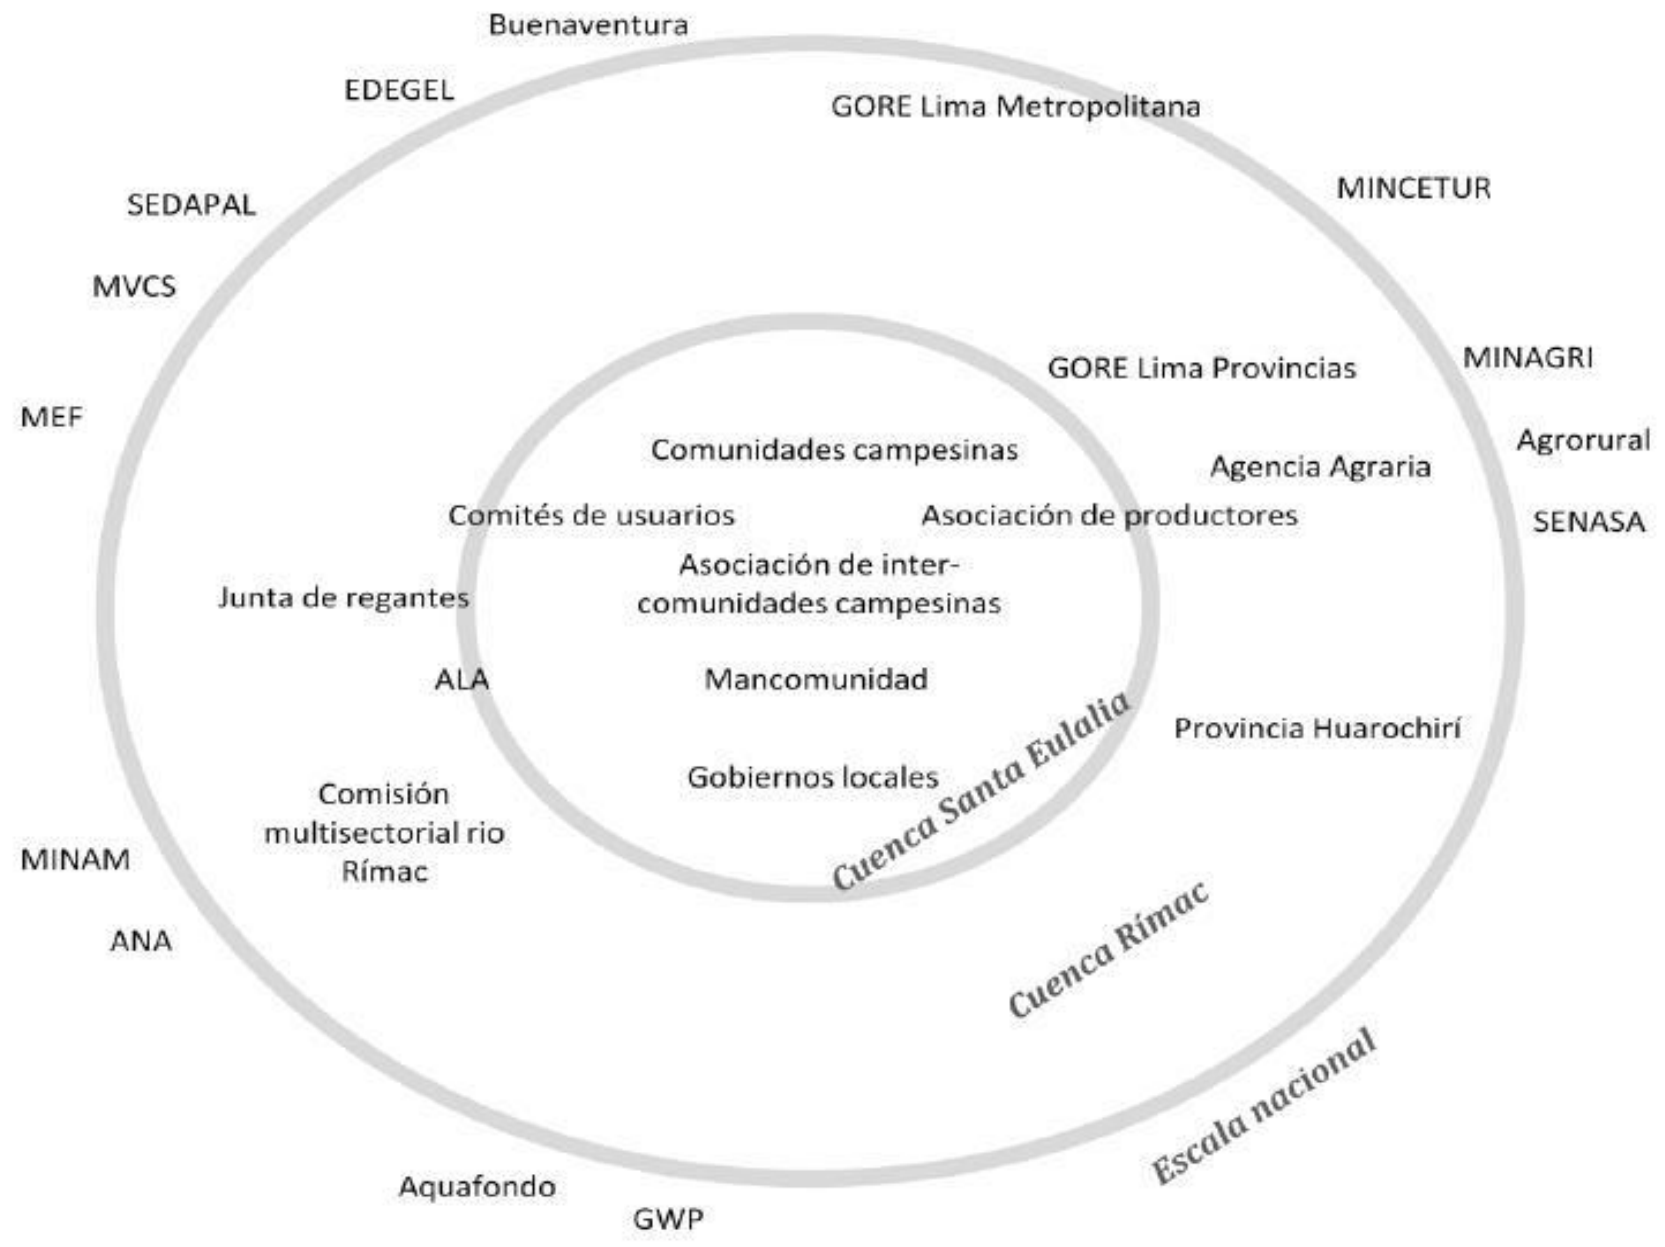 Buenaventura
EDEGEL
GORE Lima Metropolitana
MINCETUR
SEDAPAL
MVCS
MINAGRI
GORE Lima Provincias
MEF
Agrorural
Comunidades campesinas
Agencia Agraria
Comités de usuarios
Asociación de productores
SENASA
Asociación de inter-
comunidades campesinas
Junta de regantes
ALA
Mancomunidad
Provincia Huarochirí
Gobiernos locales
Cuenca Santa Eulalia
Comisión
multisectorial rio
Rímac
MINAM
ANA
Cuenca Rímac
Escala nacional
Aquafondo
GWP